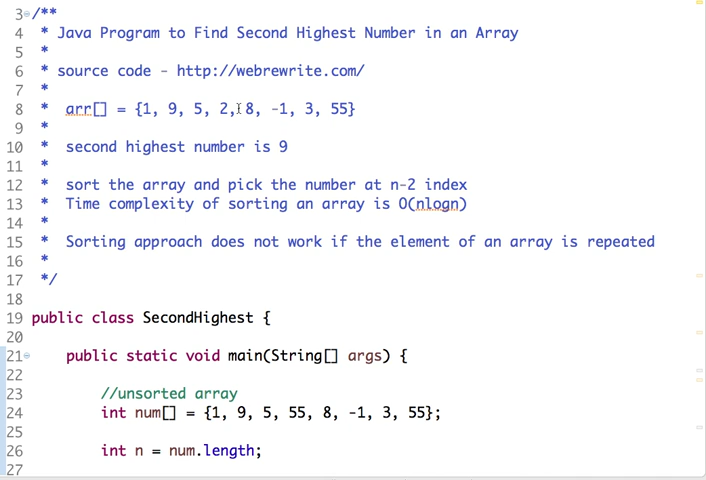 3 /**
4 * Java Program to Find Second Highest Number in an Array
5 *
6 * source code - http://webrewrite.com/
7 *
8 * arr[] = {1, 9, 5, 2, 8, -1, 3, 55}
9 *
10 * second highest number is 9
11 *
12 * sort the array and pick the number at n-2 index
13 * Time complexity of sorting an array is O(nlogn)
14 *
15 * Sorting approach does not work if the element of an array is repeated
16 *
17 */
18
19 public class SecondHighest {
20
21 public static void main(String[] args) {
22
23 //unsorted array
24 int num[] = {1, 9, 5, 55, 8, -1, 3, 55};
25
26 int n = num.length;
27